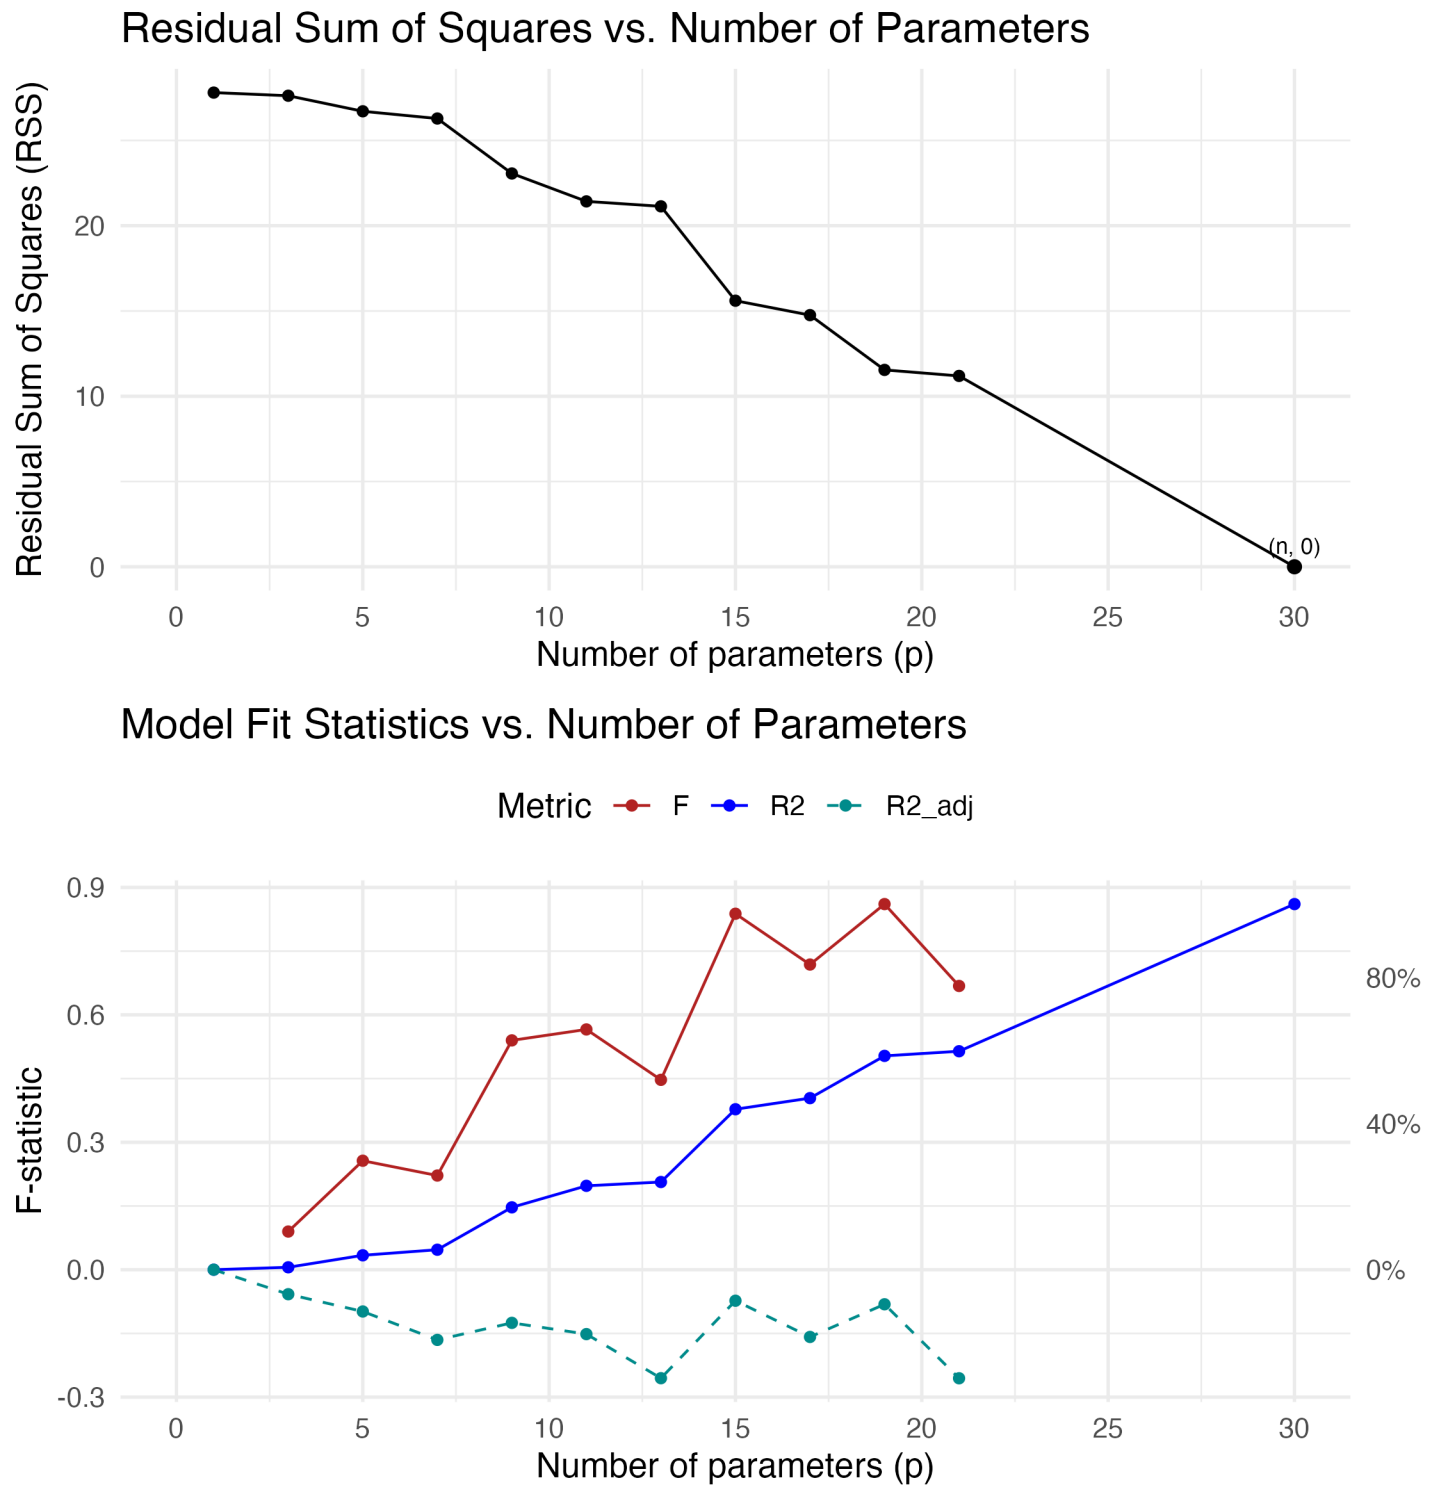 Residual Sum of Squares vs. Number of Parameters
Residual Sum of Squares (RSS)
20
10
0
(n, 0)
0 5 10 15 20 25 30
Number of parameters (p)
Model Fit Statistics vs. Number of Parameters
Metric F R2 R2_adj
F-statistic
0.9
0.6
0.3
0.0
-0.3
80%
40%
0%
0 5 10 15 20 25 30
Number of parameters (p)